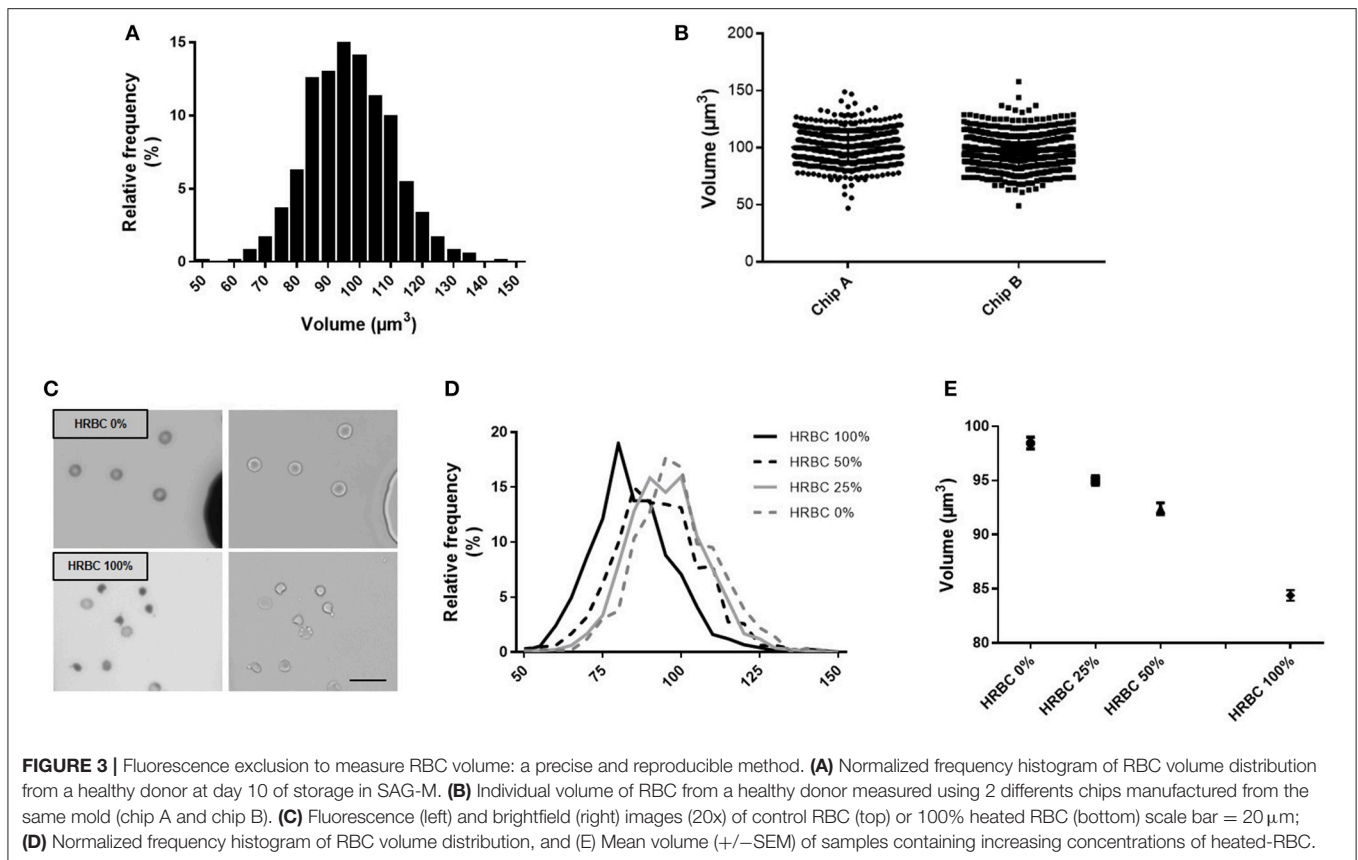 A
15
10
5
0
Relative frequency
(%)
50
60
70
80
90
100
110
120
130
140
150
Volume (µm³)
B
200
150
100
50
0
Volume (µm³)
Chip A
Chip B
C
HRBC 0%
HRBC 100%
D
20
15
10
5
0
Relative frequency
(%)
50
75
100
125
150
HRBC 100%
HRBC 50%
HRBC 25%
HRBC 0%
E
100
95
90
85
80
Volume (µm³)
HRBC 0%
HRBC 25%
HRBC 50%
HRBC 100%
FIGURE 3 | Fluorescence exclusion to measure RBC volume: a precise and reproducible method. (A) Normalized frequency histogram of RBC volume distribution
from a healthy donor at day 10 of storage in SAG-M. (B) Individual volume of RBC from a healthy donor measured using 2 differents chips manufactured from the
same mold (chip A and chip B). (C) Fluorescence (left) and brightfield (right) images (20x) of control RBC (top) or 100% heated RBC (bottom) scale bar = 20 µm;
(D) Normalized frequency histogram of RBC volume distribution, and (E) Mean volume (+/−SEM) of samples containing increasing concentrations of heated-RBC.